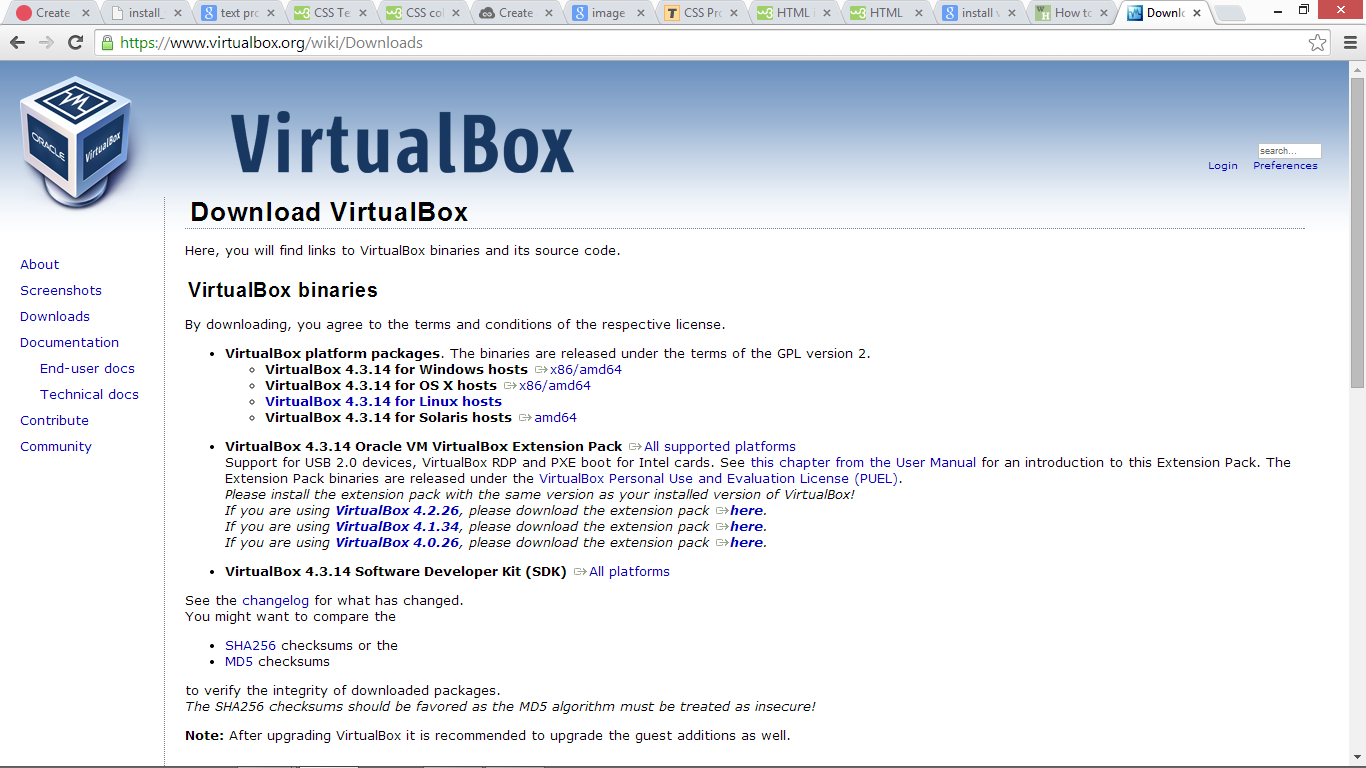 Create
install_
text pro
CSS Te
CSS col
Create
image
CSS Pro
HTML i
HTML
install v
How to
Downlo
https://www.virtualbox.org/wiki/Downloads
ORACLE
VirtualBox
VirtualBox
search...
Login Preferences
Download VirtualBox
Here, you will find links to VirtualBox binaries and its source code.
About
Screenshots
Downloads
Documentation
End-user docs
Technical docs
Contribute
Community
VirtualBox binaries
By downloading, you agree to the terms and conditions of the respective license.
VirtualBox platform packages. The binaries are released under the terms of the GPL version 2.
VirtualBox 4.3.14 for Windows hosts x86/amd64
VirtualBox 4.3.14 for OS X hosts x86/amd64
VirtualBox 4.3.14 for Linux hosts
VirtualBox 4.3.14 for Solaris hosts amd64
VirtualBox 4.3.14 Oracle VM VirtualBox Extension Pack All supported platforms
Support for USB 2.0 devices, VirtualBox RDP and PXE boot for Intel cards. See this chapter from the User Manual for an introduction to this Extension Pack. The
Extension Pack binaries are released under the VirtualBox Personal Use and Evaluation License (PUEL).
Please install the extension pack with the same version as your installed version of VirtualBox!
If you are using VirtualBox 4.2.26, please download the extension pack here.
If you are using VirtualBox 4.1.34, please download the extension pack here.
If you are using VirtualBox 4.0.26, please download the extension pack here.
VirtualBox 4.3.14 Software Developer Kit (SDK) All platforms
See the changelog for what has changed.
You might want to compare the
SHA256 checksums or the
MD5 checksums
to verify the integrity of downloaded packages.
The SHA256 checksums should be favored as the MD5 algorithm must be treated as insecure!
Note: After upgrading VirtualBox it is recommended to upgrade the guest additions as well.